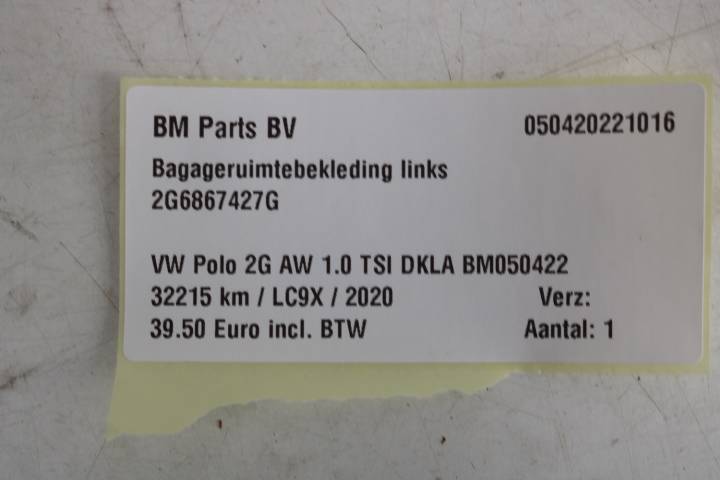 BM Parts BV 050420221016
Bagageruimtebekleding links
2G6867427G
VW Polo 2G AW 1.0 TSI DKLA BM050422
32215 km / LC9X / 2020 Verz:
39.50 Euro incl. BTW Aantal: 1